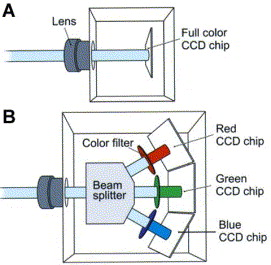 A
Lens
Full color
CCD chip
B
Color filter
Red
CCD chip
Beam
splitter
Green
CCD chip
Blue
CCD chip